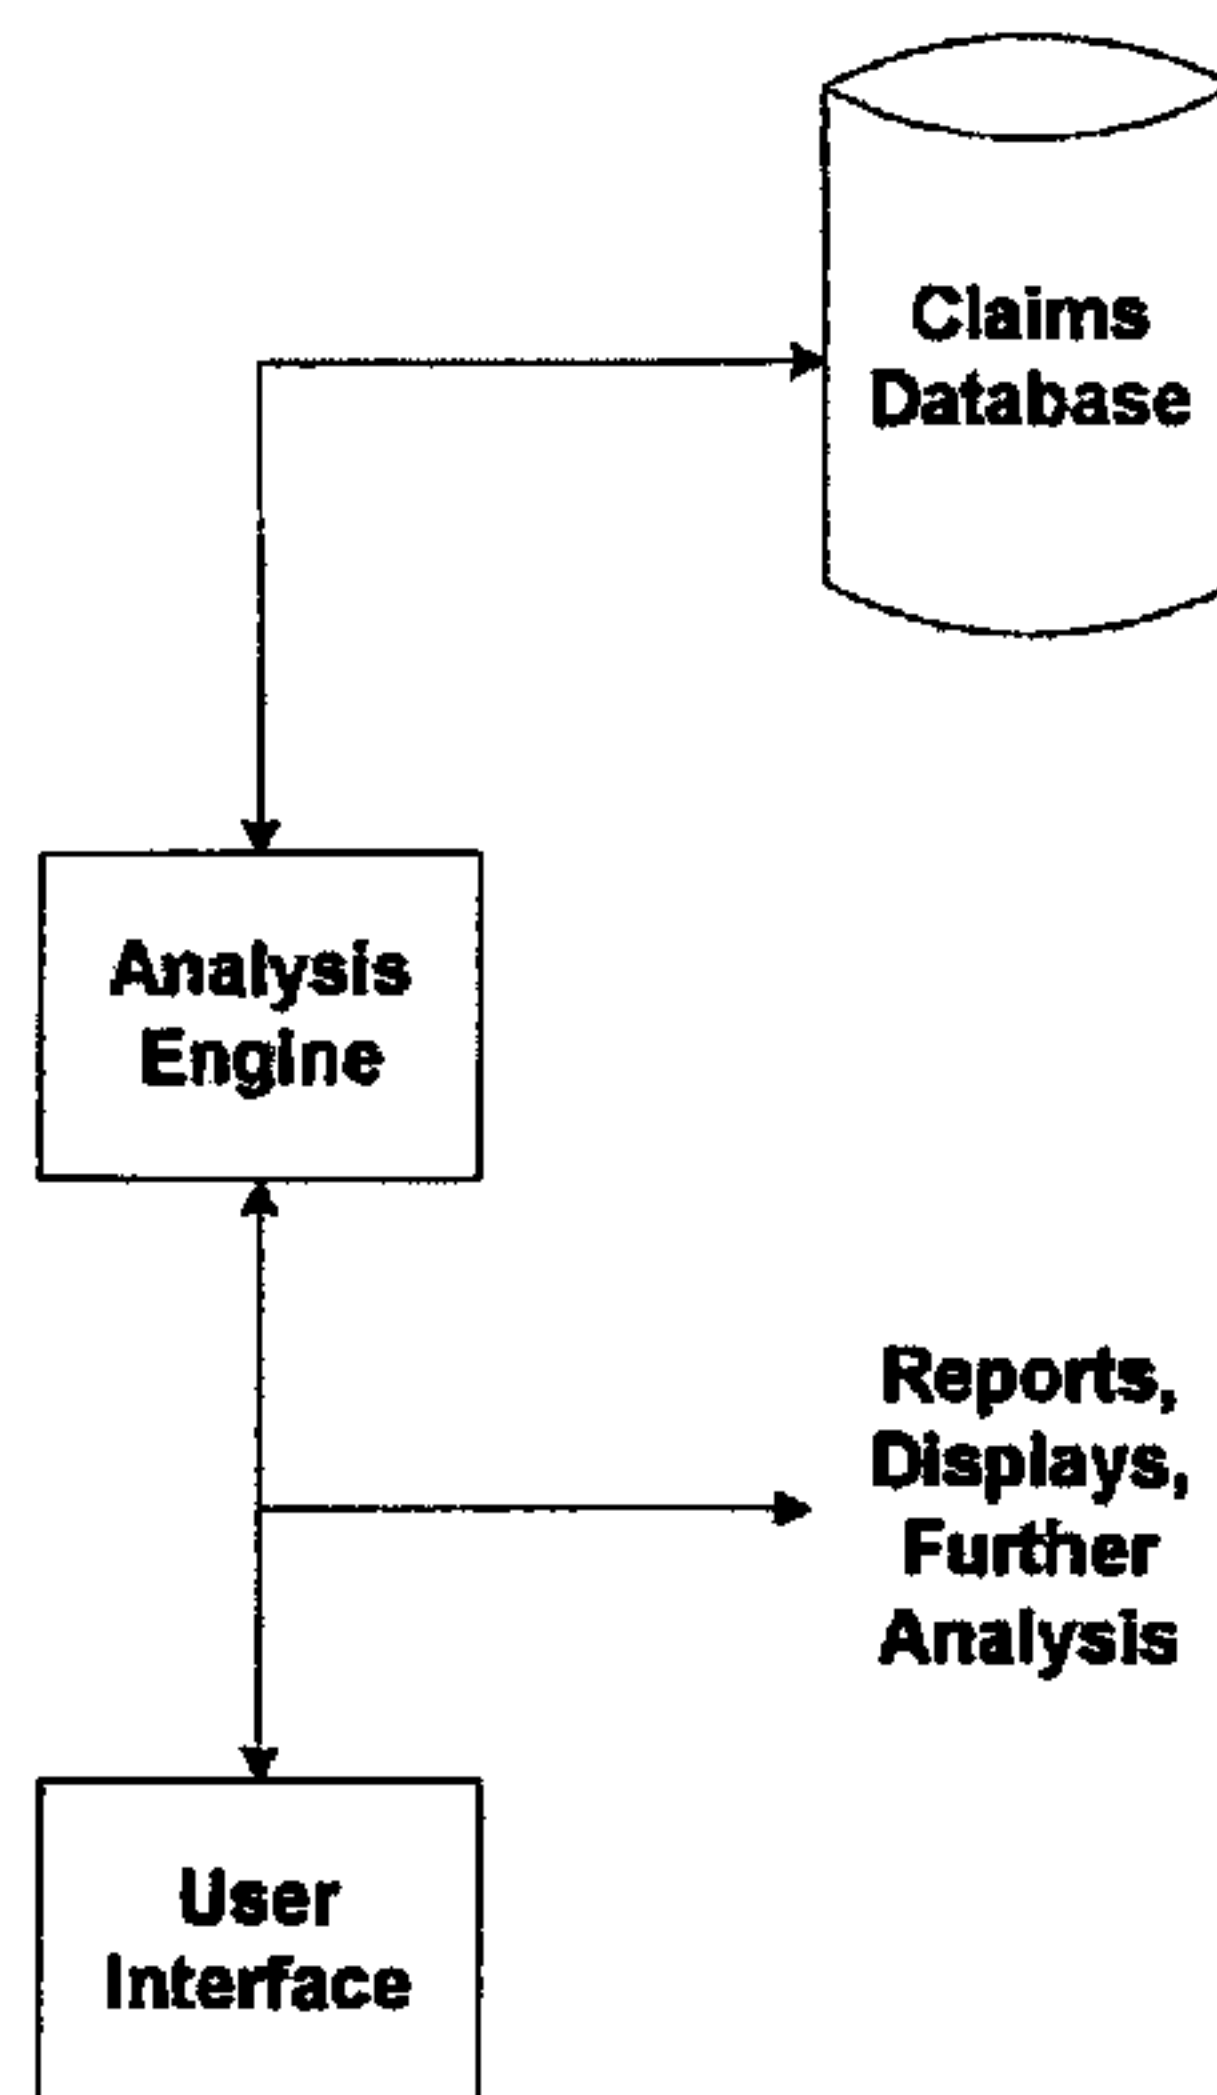 Claims
Database
Analysis
Engine
Reports,
Displays,
Further
Analysis
User
Interface